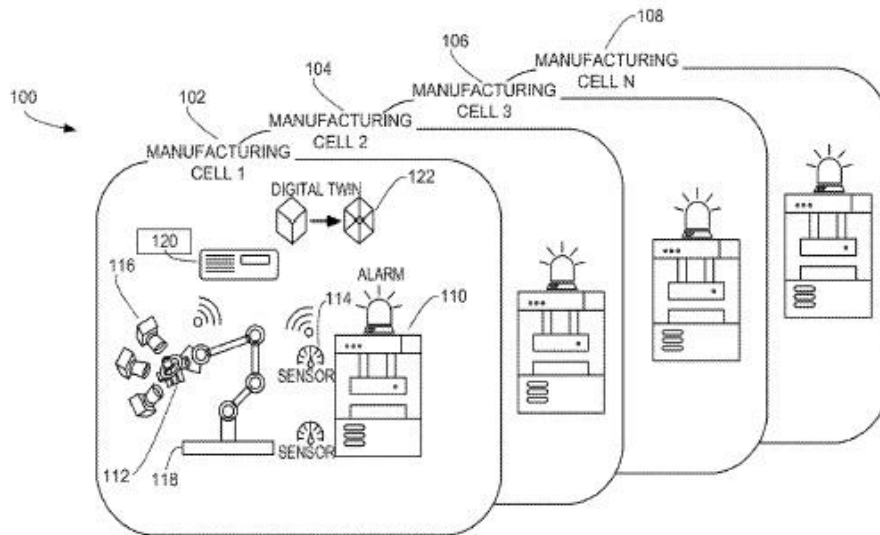 108
106
MANUFACTURING
CELL N
104
MANUFACTURING
CELL 3
100
102
MANUFACTURING
CELL 2
MANUFACTURING
CELL 1
DIGITAL TWIN
122
120
116
ALARM
114
110
SENSOR
SENSOR
112
118